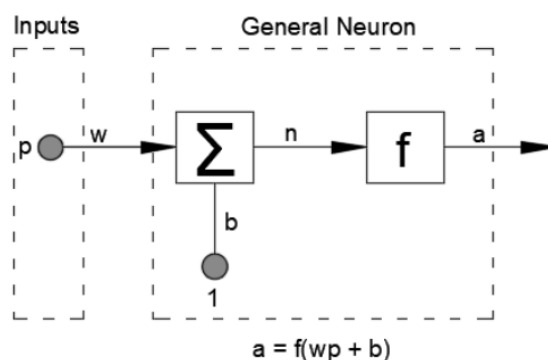 Inputs
General Neuron
p
w
Σ
n
f
a
b
1
a = f(wp + b)